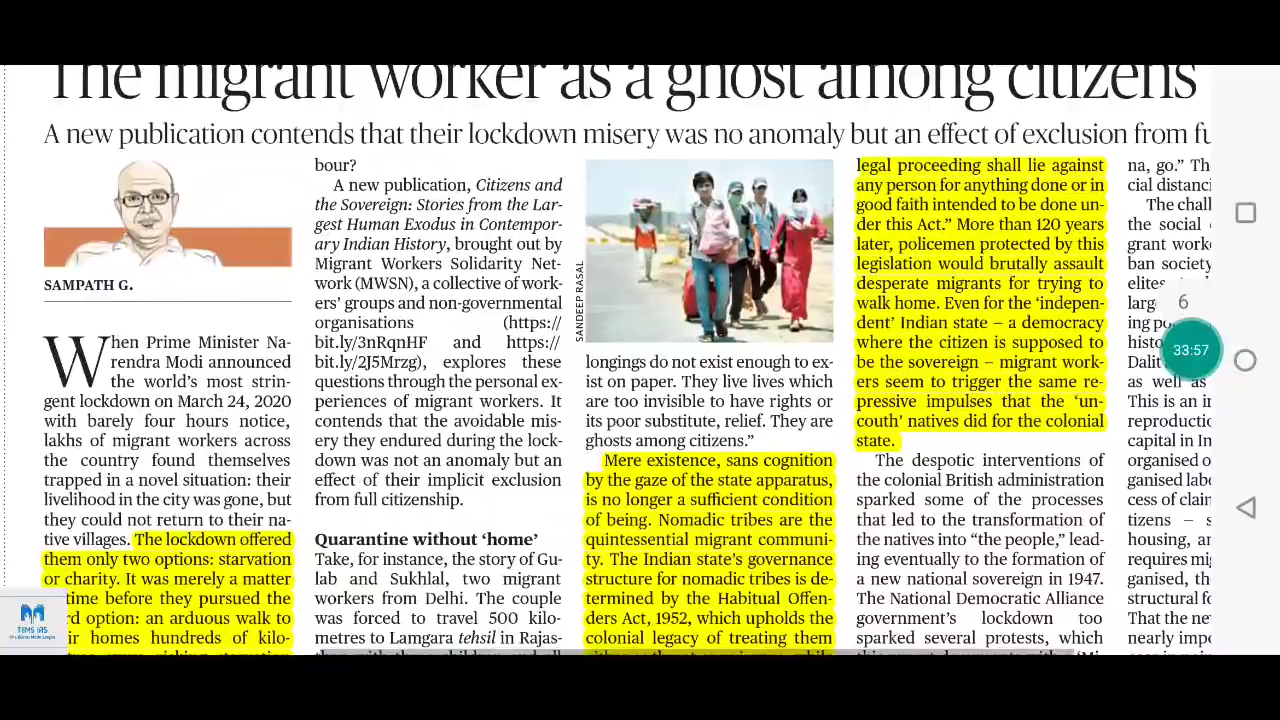 The migrant worker as a ghost among citizens
A new publication contends that their lockdown misery was no anomaly but an effect of exclusion from fu
SAMPATH G.
When Prime Minister Na-
rendra Modi announced
the world's most strin-
gent lockdown on March 24, 2020
with barely four hours notice,
lakhs of migrant workers across
the country found themselves
trapped in a novel situation: their
livelihood in the city was gone, but
they could not return to their na-
tive villages. The lockdown offered
them only two options: starvation
or charity. It was merely a matter
time before they pursued the
rd option: an arduous walk to
ir homes hundreds of kilo-
bour?
A new publication, Citizens and
the Sovereign: Stories from the Lar-
gest Human Exodus in Contempor-
ary Indian History, brought out by
Migrant Workers Solidarity Net-
work (MWSN), a collective of work-
ers' groups and non-governmental
organisations (https://
bit.ly/3nRqnHF and https://
bit.ly/2J5Mrzg), explores these
questions through the personal ex-
periences of migrant workers. It
contends that the avoidable mis-
ery they endured during the lock-
down was not an anomaly but an
effect of their implicit exclusion
from full citizenship.
Quarantine without 'home'
Take, for instance, the story of Gu-
lab and Sukhlal, two migrant
workers from Delhi. The couple
was forced to travel 500 kilo-
metres to Lamgara tehsil in Rajas-
SANDEEP RASAL
longings do not exist enough to ex-
ist on paper. They live lives which
are too invisible to have rights or
its poor substitute, relief. They are
ghosts among citizens."
Mere existence, sans cognition
by the gaze of the state apparatus,
is no longer a sufficient condition
of being. Nomadic tribes are the
quintessential migrant communi-
ty. The Indian state's governance
structure for nomadic tribes is de-
termined by the Habitual Offen-
ders Act, 1952, which upholds the
colonial legacy of treating them
legal proceeding shall lie against
any person for anything done or in
good faith intended to be done un-
der this Act." More than 120 years
later, policemen protected by this
legislation would brutally assault
desperate migrants for trying to
walk home. Even for the 'indepen-
dent' Indian state – a democracy
where the citizen is supposed to
be the sovereign – migrant work-
ers seem to trigger the same re-
pressive impulses that the 'un-
couth' natives did for the colonial
state.
The despotic interventions of
the colonial British administration
sparked some of the processes
that led to the transformation of
the natives into "the people," lead-
ing eventually to the formation of
a new national sovereign in 1947.
The National Democratic Alliance
government's lockdown too
sparked several protests, which
na, go." Th
cial distanci
The chall
the social
grant work
ban society
elites
larg
ing po
histo
Dalit
as well as
This is an i
reproductio
capital in In
organised o
ganised labo
cess of claim
tizens – s
housing, an
requires mig
ganised, th
structural fo
That the ne
nearly impo
6
33:57
TEMS IAS